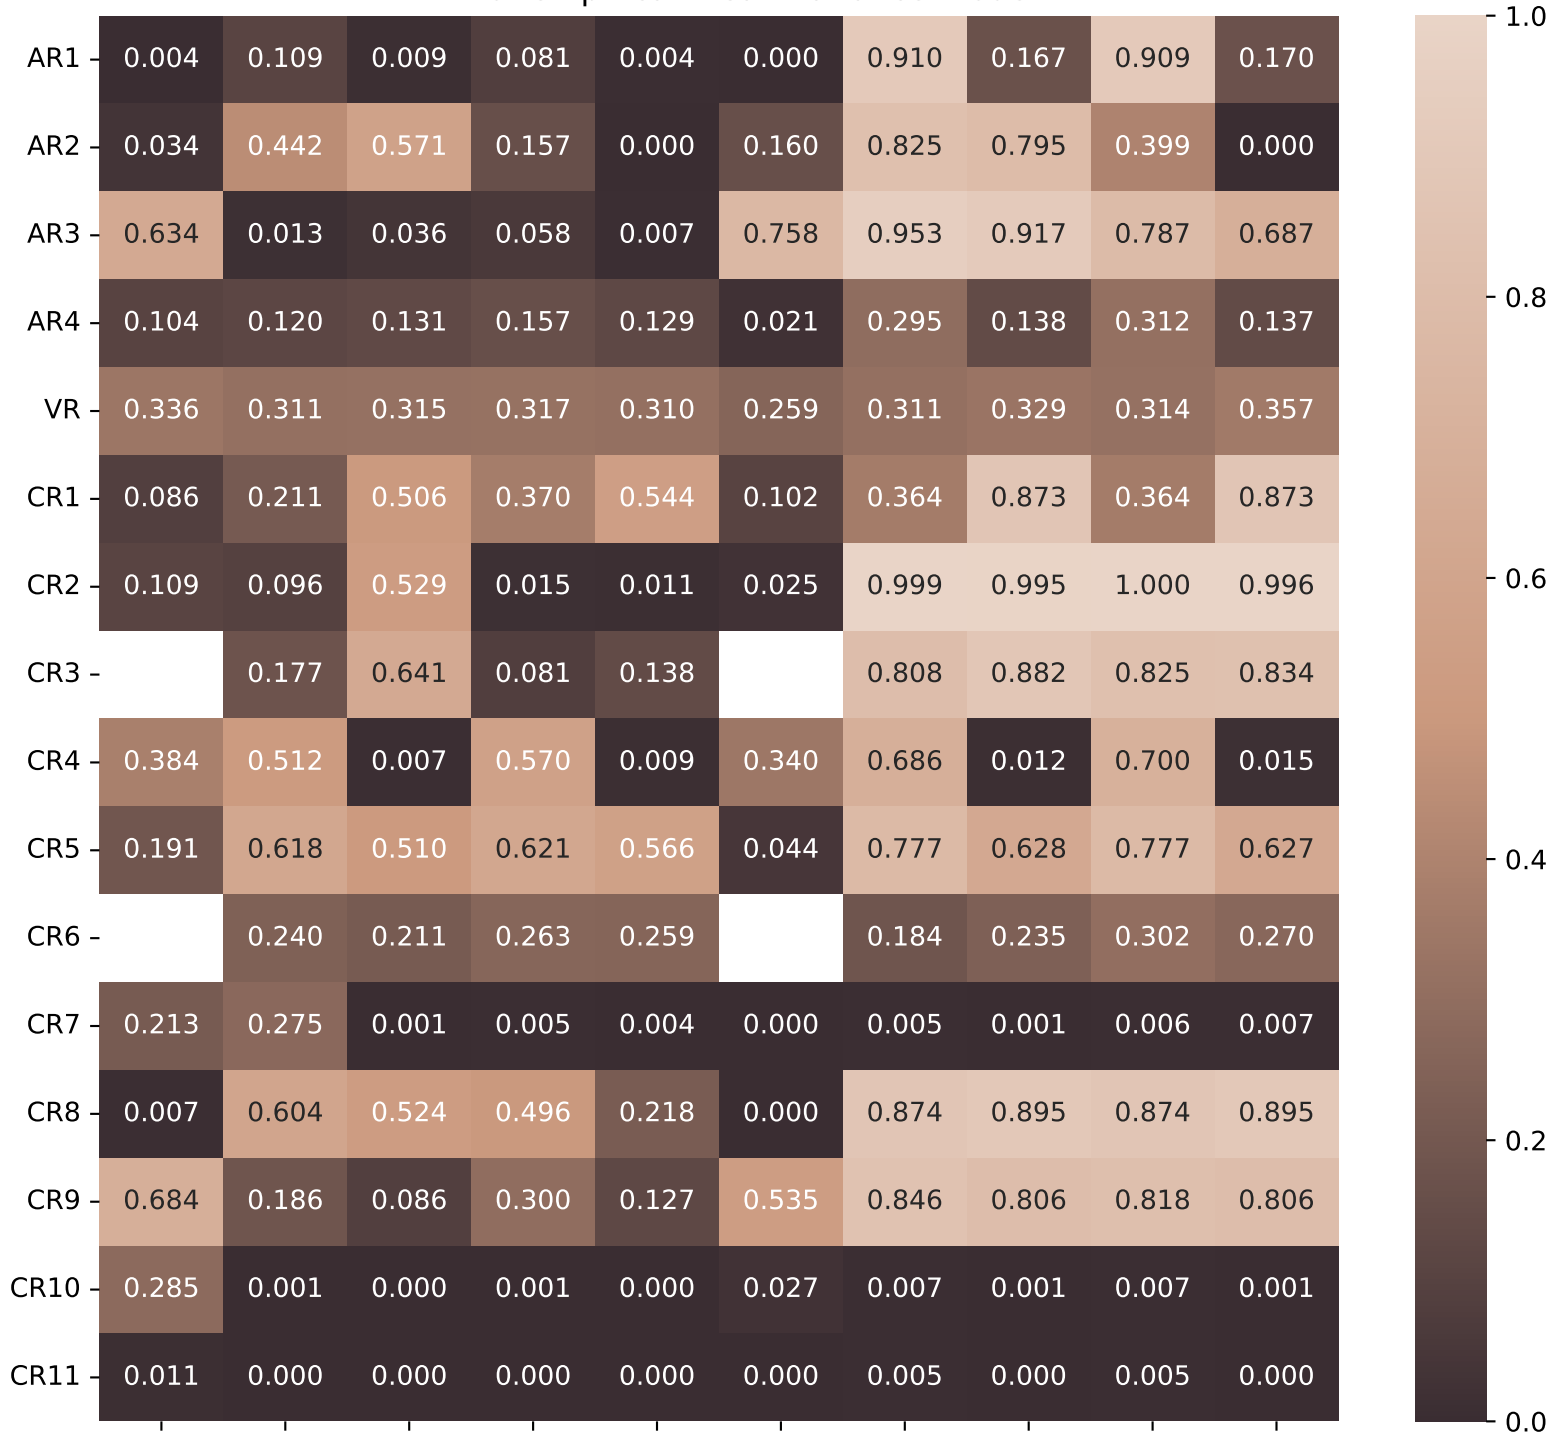 AR1 0.004 0.109 0.009 0.081 0.004 0.000 0.910 0.167 0.909 0.170
AR2 0.034 0.442 0.571 0.157 0.000 0.160 0.825 0.795 0.399 0.000
AR3 0.634 0.013 0.036 0.058 0.007 0.758 0.953 0.917 0.787 0.687
AR4 0.104 0.120 0.131 0.157 0.129 0.021 0.295 0.138 0.312 0.137
VR 0.336 0.311 0.315 0.317 0.310 0.259 0.311 0.329 0.314 0.357
CR1 0.086 0.211 0.506 0.370 0.544 0.102 0.364 0.873 0.364 0.873
CR2 0.109 0.096 0.529 0.015 0.011 0.025 0.999 0.995 1.000 0.996
CR3 0.177 0.641 0.081 0.138 0.808 0.882 0.825 0.834
CR4 0.384 0.512 0.007 0.570 0.009 0.340 0.686 0.012 0.700 0.015
CR5 0.191 0.618 0.510 0.621 0.566 0.044 0.777 0.628 0.777 0.627
CR6 0.240 0.211 0.263 0.259 0.184 0.235 0.302 0.270
CR7 0.213 0.275 0.001 0.005 0.004 0.000 0.005 0.001 0.006 0.007
CR8 0.007 0.604 0.524 0.496 0.218 0.000 0.874 0.895 0.874 0.895
CR9 0.684 0.186 0.086 0.300 0.127 0.535 0.846 0.806 0.818 0.806
CR10 0.285 0.001 0.000 0.001 0.000 0.027 0.007 0.001 0.007 0.001
CR11 0.011 0.000 0.000 0.000 0.000 0.000 0.005 0.000 0.005 0.000
1.0
0.8
0.6
0.4
0.2
0.0